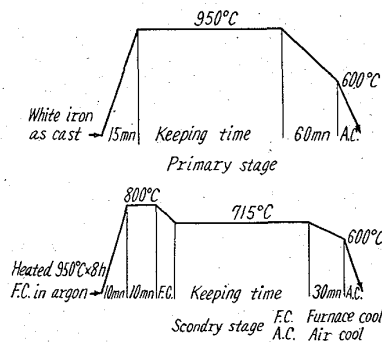 950°C
600°C
White iron
as cast
15mn Keeping time 60mn A.C.
Primary stage
800°C
715°C
600°C
Heated 950°C×8h
F.C. in argon
10mn 10mn F.C. Keeping time 30mn A.C.
Scondry stage F.C. Furnace cool
A.C. Air cool